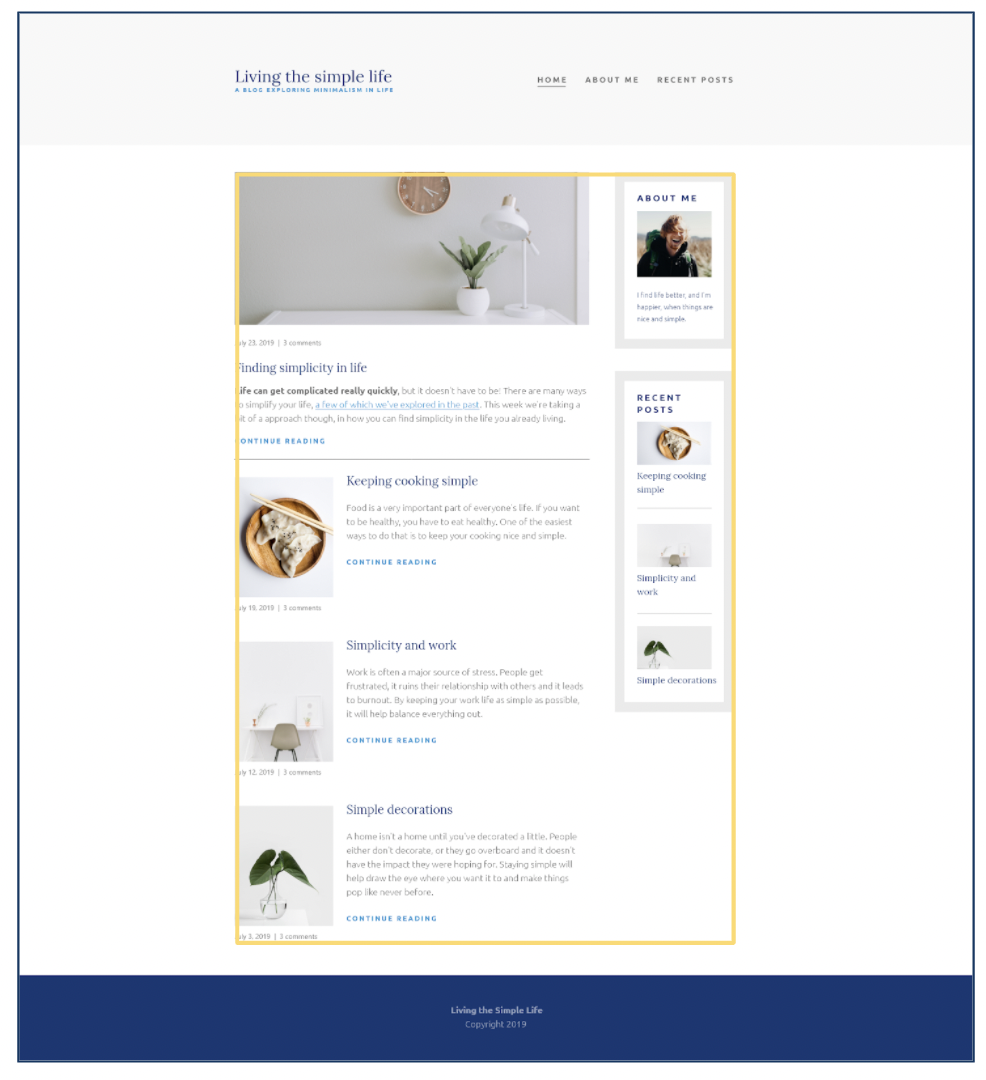 Living the simple life
A BLOG EXPLORING MINIMALISM IN LIFE
HOME ABOUT ME RECENT POSTS
July 23, 2019 | 3 comments
Finding simplicity in life
Life can get complicated really quickly, but it doesn't have to be! There are many ways
to simplify your life, a few of which we've explored in the past. This week we're taking a
bit of a approach though, in how you can find simplicity in the life you already living.
CONTINUE READING
Keeping cooking simple
Food is a very important part of everyone's life. If you want
to be healthy, you have to eat healthy. One of the easiest
ways to do that is to keep your cooking nice and simple.
CONTINUE READING
July 19, 2019 | 3 comments
Simplicity and work
Work is often a major source of stress. People get
frustrated, it ruins their relationship with others and it leads
to burnout. By keeping your work life as simple as possible,
it will help balance everything out.
CONTINUE READING
July 12, 2019 | 3 comments
Simple decorations
A home isn't a home until you've decorated a little. People
either don't decorate, or they go overboard and it doesn't
have the impact they were hoping for. Staying simple will
help draw the eye where you want it to and make things
pop like never before.
CONTINUE READING
July 3, 2019 | 3 comments
ABOUT ME
I find life better, and I'm
happier, when things are
nice and simple.
RECENT
POSTS
Keeping cooking
simple
Simplicity and
work
Simple decorations
Living the Simple Life
Copyright 2019